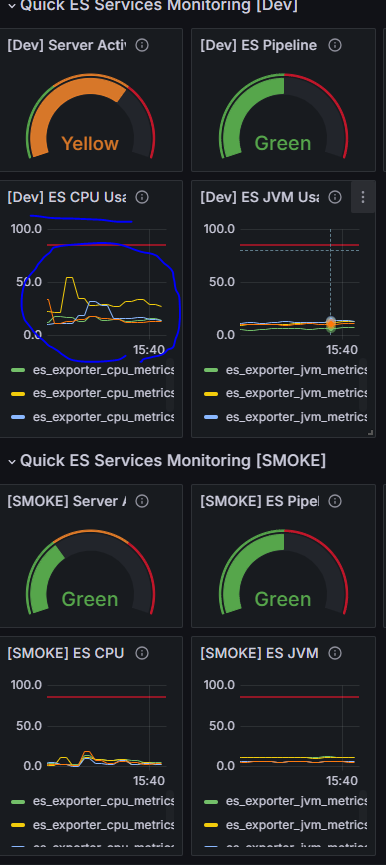 Quick ES Services Monitoring [Dev]
[Dev] Server Acti
[Dev] ES Pipeline
Yellow
Green
[Dev] ES CPU Usa
[Dev] ES JVM Usa
100.0
50.0
0.0
15:40
es_exporter_cpu_metrics
es_exporter_cpu_metrics
es_exporter_cpu_metrics
100.0
50.0
0.0
15:40
es_exporter_jvm_metrics
es_exporter_jvm_metrics
es_exporter_jvm_metrics
Quick ES Services Monitoring [SMOKE]
[SMOKE] Server A
[SMOKE] ES Pipel
Green
Green
[SMOKE] ES CPU
[SMOKE] ES JVM
100.0
50.0
0.0
15:40
es_exporter_cpu_metrics
es_exporter_cpu_metrics
es_exporter_cpu_metrics
100.0
50.0
0.0
15:40
es_exporter_jvm_metrics
es_exporter_jvm_metrics
es_exporter_jvm_metrics